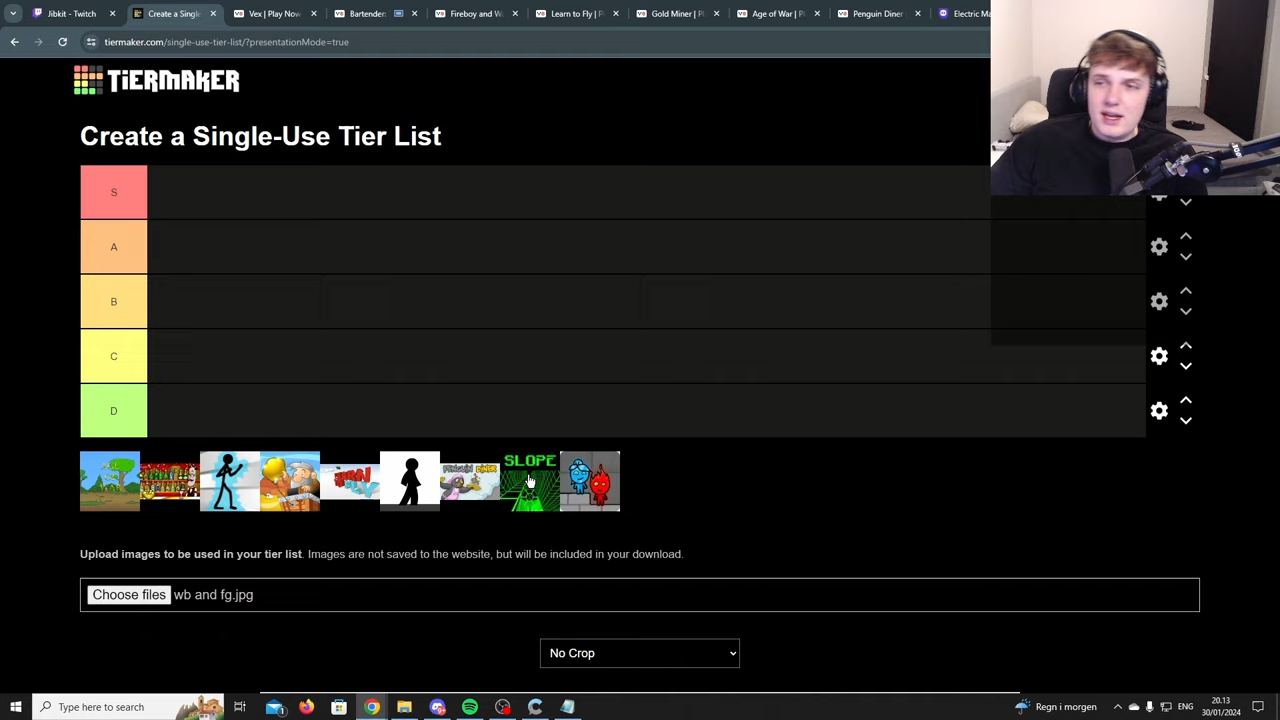 Jibkit - Twitch
Create a Single-
Vex | Play Now
Bartender
Fireboy and W
Learn to Fly | P
Gold Miner | P
Age of War | P
Penguin Diner
Electric Ma
tiermaker.com/single-use-tier-list/?presentationMode=true
TiERMAKER
Create a Single-Use Tier List
S
A
B
C
D
PENGUIN DINER
SLOPE
Upload images to be used in your tier list. Images are not saved to the website, but will be included in your download.
Choose files wb and fg.jpg
No Crop
Type here to search
Regn i morgen
ENG
20.13
30/01/2024